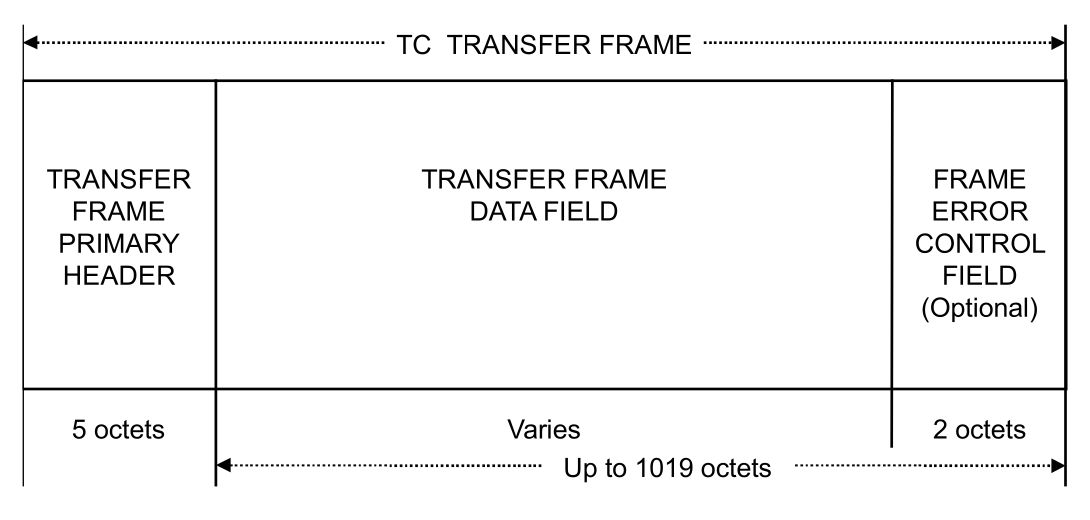 TC TRANSFER FRAME
TRANSFER
FRAME
PRIMARY
HEADER
TRANSFER FRAME
DATA FIELD
FRAME
ERROR
CONTROL
FIELD
(Optional)
5 octets
Varies
2 octets
Up to 1019 octets